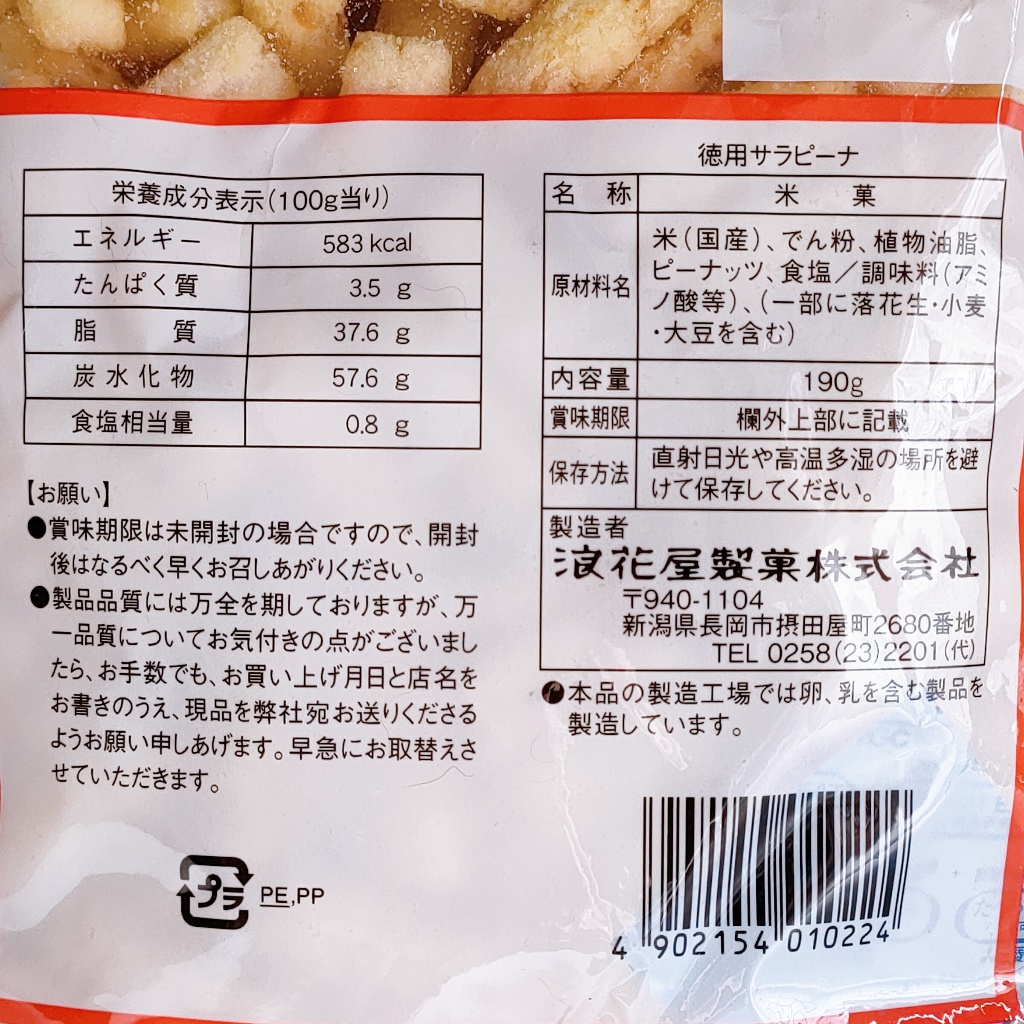 栄養成分表示(100g当り)
エネルギー 583 kcal
たんぱく質 3.5 g
脂質 37.6 g
炭水化物 57.6 g
食塩相当量 0.8 g
【お願い】
●賞味期限は未開封の場合ですので、開封
後はなるべく早くお召しあがりください。
●製品品質には万全を期しておりますが、万
一品質についてお気付きの点がございまし
たら、お手数でも、お買い上げ月日と店名を
お書きのうえ、現品を弊社宛お送りくださる
ようお願い申しあげます。早急にお取替えさ
せていただきます。
プラ PE,PP
徳用サラピーナ
名称 米菓
原材料名 米(国産)、でん粉、植物油脂、
ピーナッツ、食塩/調味料(アミ
ノ酸等)、(一部に落花生・小麦
・大豆を含む)
内容量 190g
賞味期限 欄外上部に記載
保存方法 直射日光や高温多湿の場所を避
けて保存してください。
製造者
浪花屋製菓株式会社
〒940-1104
新潟県長岡市摂田屋町2680番地
TEL 0258(23)2201(代)
●本品の製造工場では卵、乳を含む製品を
製造しています。
4 902154 010224